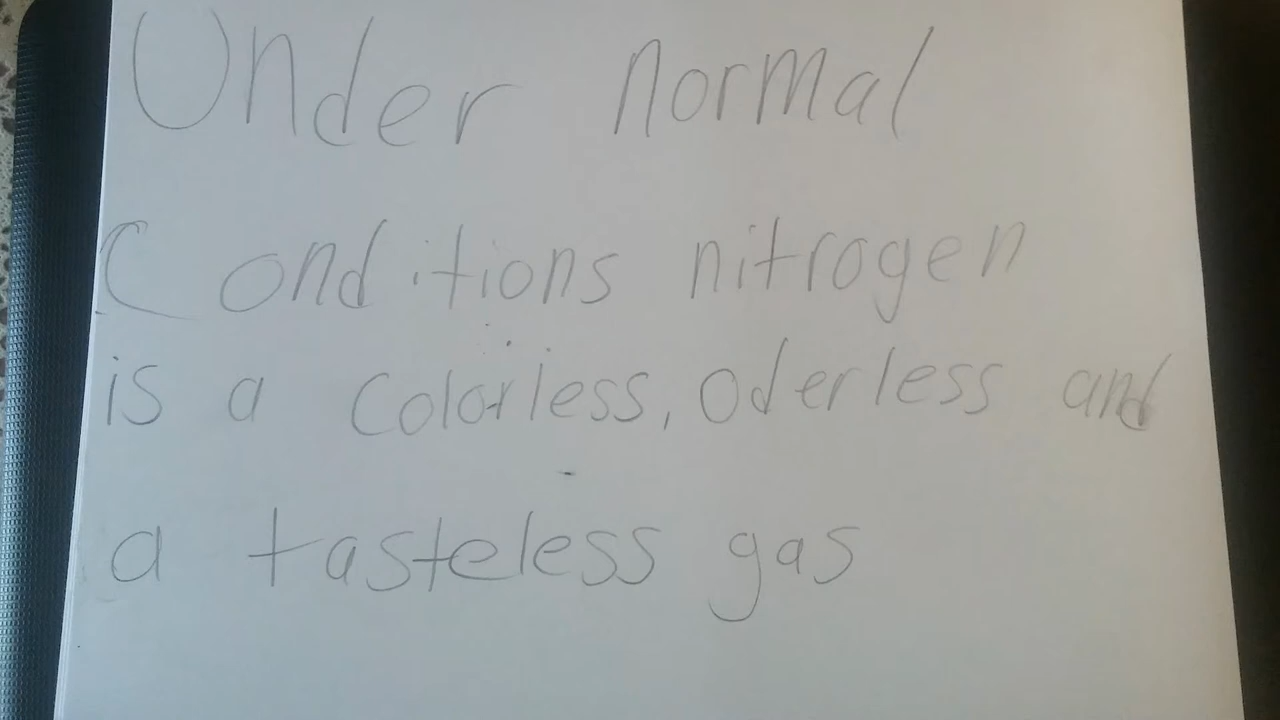 Under normal
Conditions nitrogen
is a Colorless, Oderless and
a tasteless gas